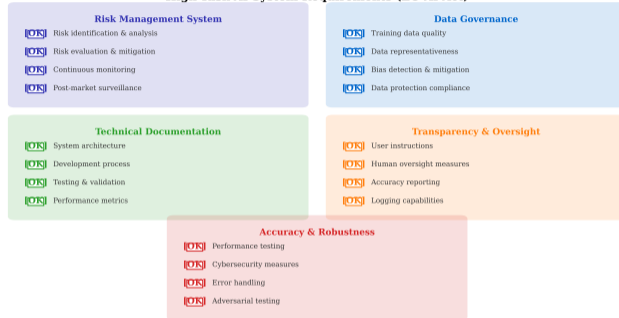 Risk Management System
[OK] Risk identification & analysis
[OK] Risk evaluation & mitigation
[OK] Continuous monitoring
[OK] Post-market surveillance
Data Governance
[OK] Training data quality
[OK] Data representativeness
[OK] Bias detection & mitigation
[OK] Data protection compliance
Technical Documentation
[OK] System architecture
[OK] Development process
[OK] Testing & validation
[OK] Performance metrics
Transparency & Oversight
[OK] User instructions
[OK] Human oversight measures
[OK] Accuracy reporting
[OK] Logging capabilities
Accuracy & Robustness
[OK] Performance testing
[OK] Cybersecurity measures
[OK] Error handling
[OK] Adversarial testing